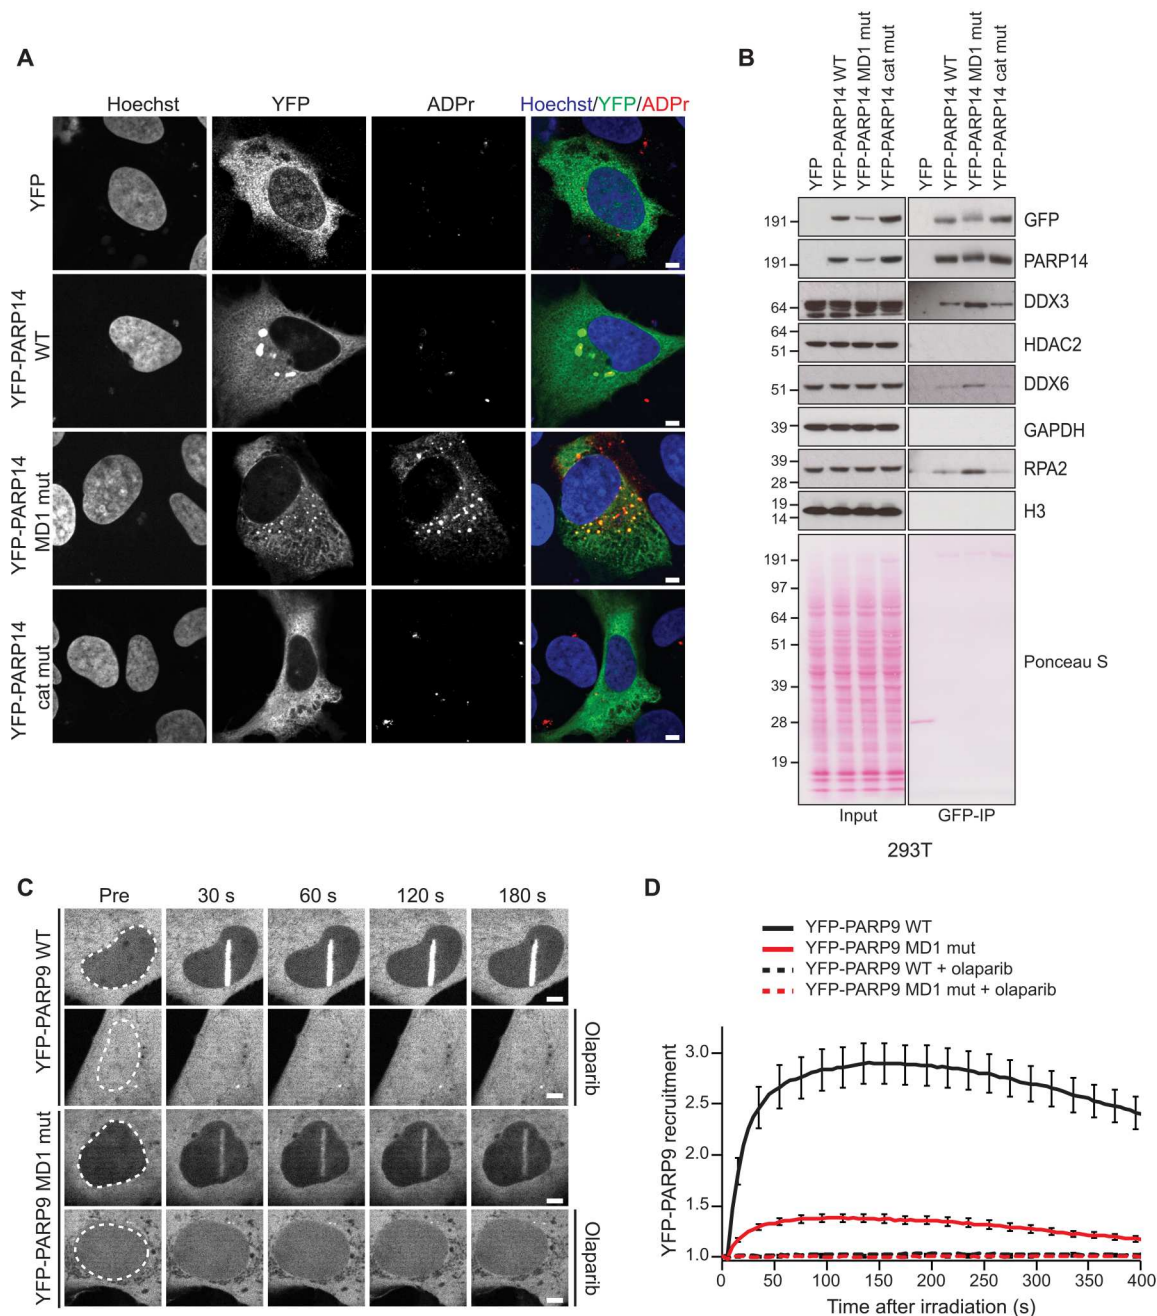 A
Hoechst YFP ADPr Hoechst/YFP/ADPr
YFP
YFP-PARP14
WT
YFP-PARP14
MD1 mut
YFP-PARP14
cat mut
B
YFP
YFP-PARP14 WT
YFP-PARP14 MD1 mut
YFP-PARP14 cat mut
YFP
YFP-PARP14 WT
YFP-PARP14 MD1 mut
YFP-PARP14 cat mut
191 GFP
191 PARP14
64 DDX3
64
51 HDAC2
51 DDX6
39 GAPDH
39
28 RPA2
19
14 H3
191
97
64
51
39
28
19
Ponceau S
Input GFP-IP
293T
C
Pre 30 s 60 s 120 s 180 s
YFP-PARP9 WT
Olaparib
YFP-PARP9 MD1 mut
Olaparib
D
YFP-PARP9 WT
YFP-PARP9 MD1 mut
YFP-PARP9 WT + olaparib
YFP-PARP9 MD1 mut + olaparib
YFP-PARP9 recruitment
3.0
2.5
2.0
1.5
1.0
0 50 100 150 200 250 300 350 400
Time after irradiation (s)